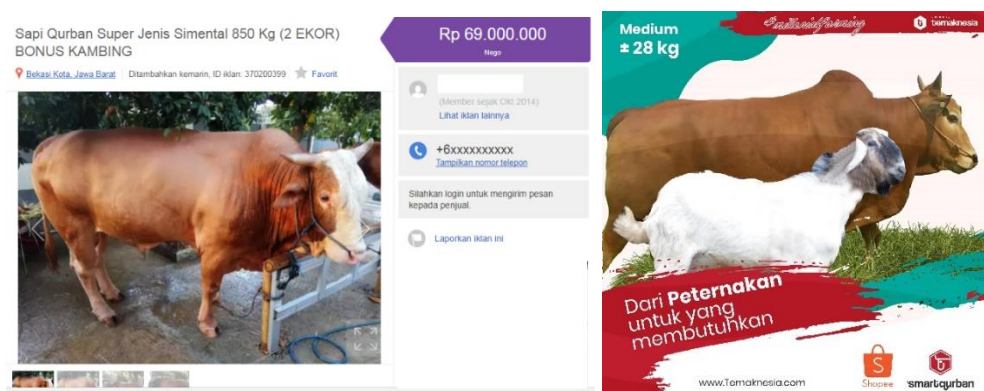 Sapi Qurban Super Jenis Simental 850 Kg (2 EKOR)
BONUS KAMBING
Bekasi Kota, Jawa Barat
Ditambahkan kemarin, ID iklan: 370200399
Favorit
Rp 69.000.000
Nego
(Member sejak Okt 2014)
Lihat iklan lainnya
+6xxxxxxxxxx
Tampilkan nomor telepon
Silahkan login untuk mengirim pesan
kepada penjual.
Laporkan iklan ini
Medium
± 28 kg
#millenialfarming
ternaknesia
Dari Peternakan
untuk yang
membutuhkan
www.Ternaknesia.com
Shopee
smartqurban